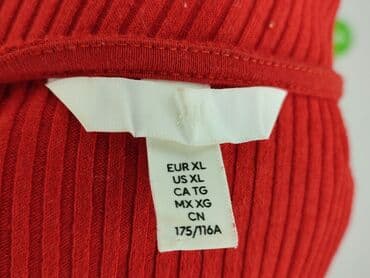 EUR XL
US XL
CA TG
MX XG
CN
175/116A